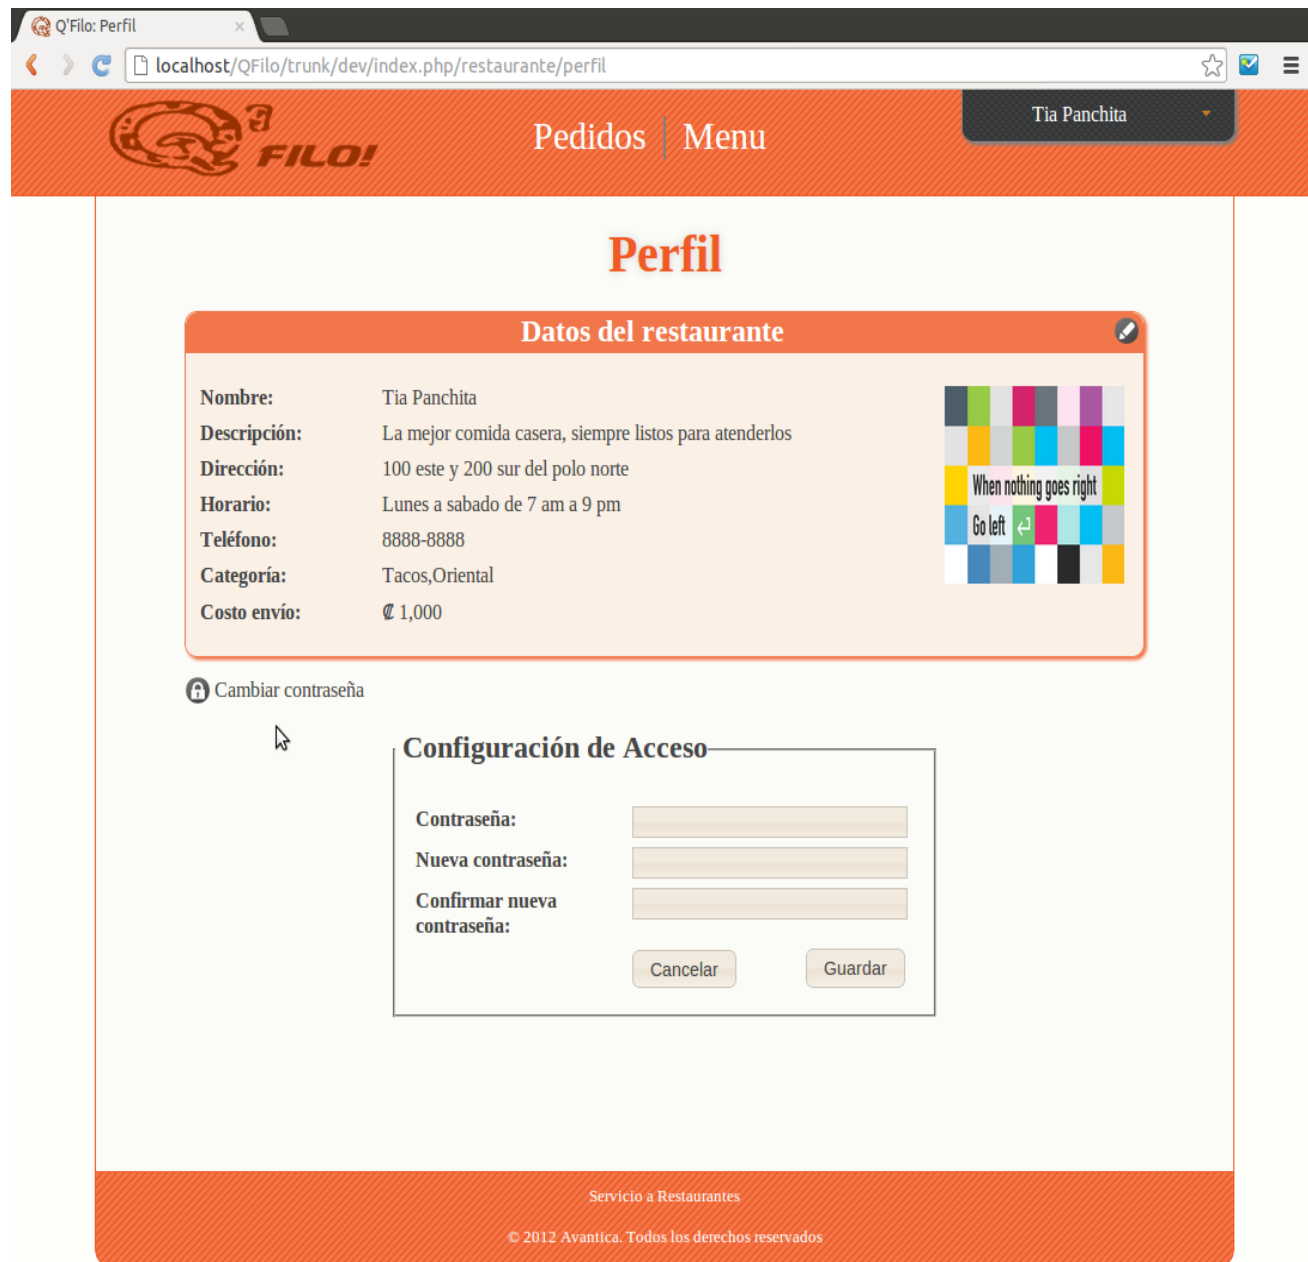 Q'Filo: Perfil
localhost/QFilo/trunk/dev/index.php/restaurante/perfil
Q FILO!
Pedidos Menu
Tia Panchita
Perfil
Datos del restaurante
Nombre: Tia Panchita
Descripción: La mejor comida casera, siempre listos para atenderlos
Dirección: 100 este y 200 sur del polo norte
Horario: Lunes a sabado de 7 am a 9 pm
Teléfono: 8888-8888
Categoría: Tacos,Oriental
Costo envío: ₡ 1,000
When nothing goes right
Go left
Cambiar contraseña
Configuración de Acceso
Contraseña:
Nueva contraseña:
Confirmar nueva
contraseña:
Cancelar Guardar
Servicio a Restaurantes
© 2012 Avantica. Todos los derechos reservados